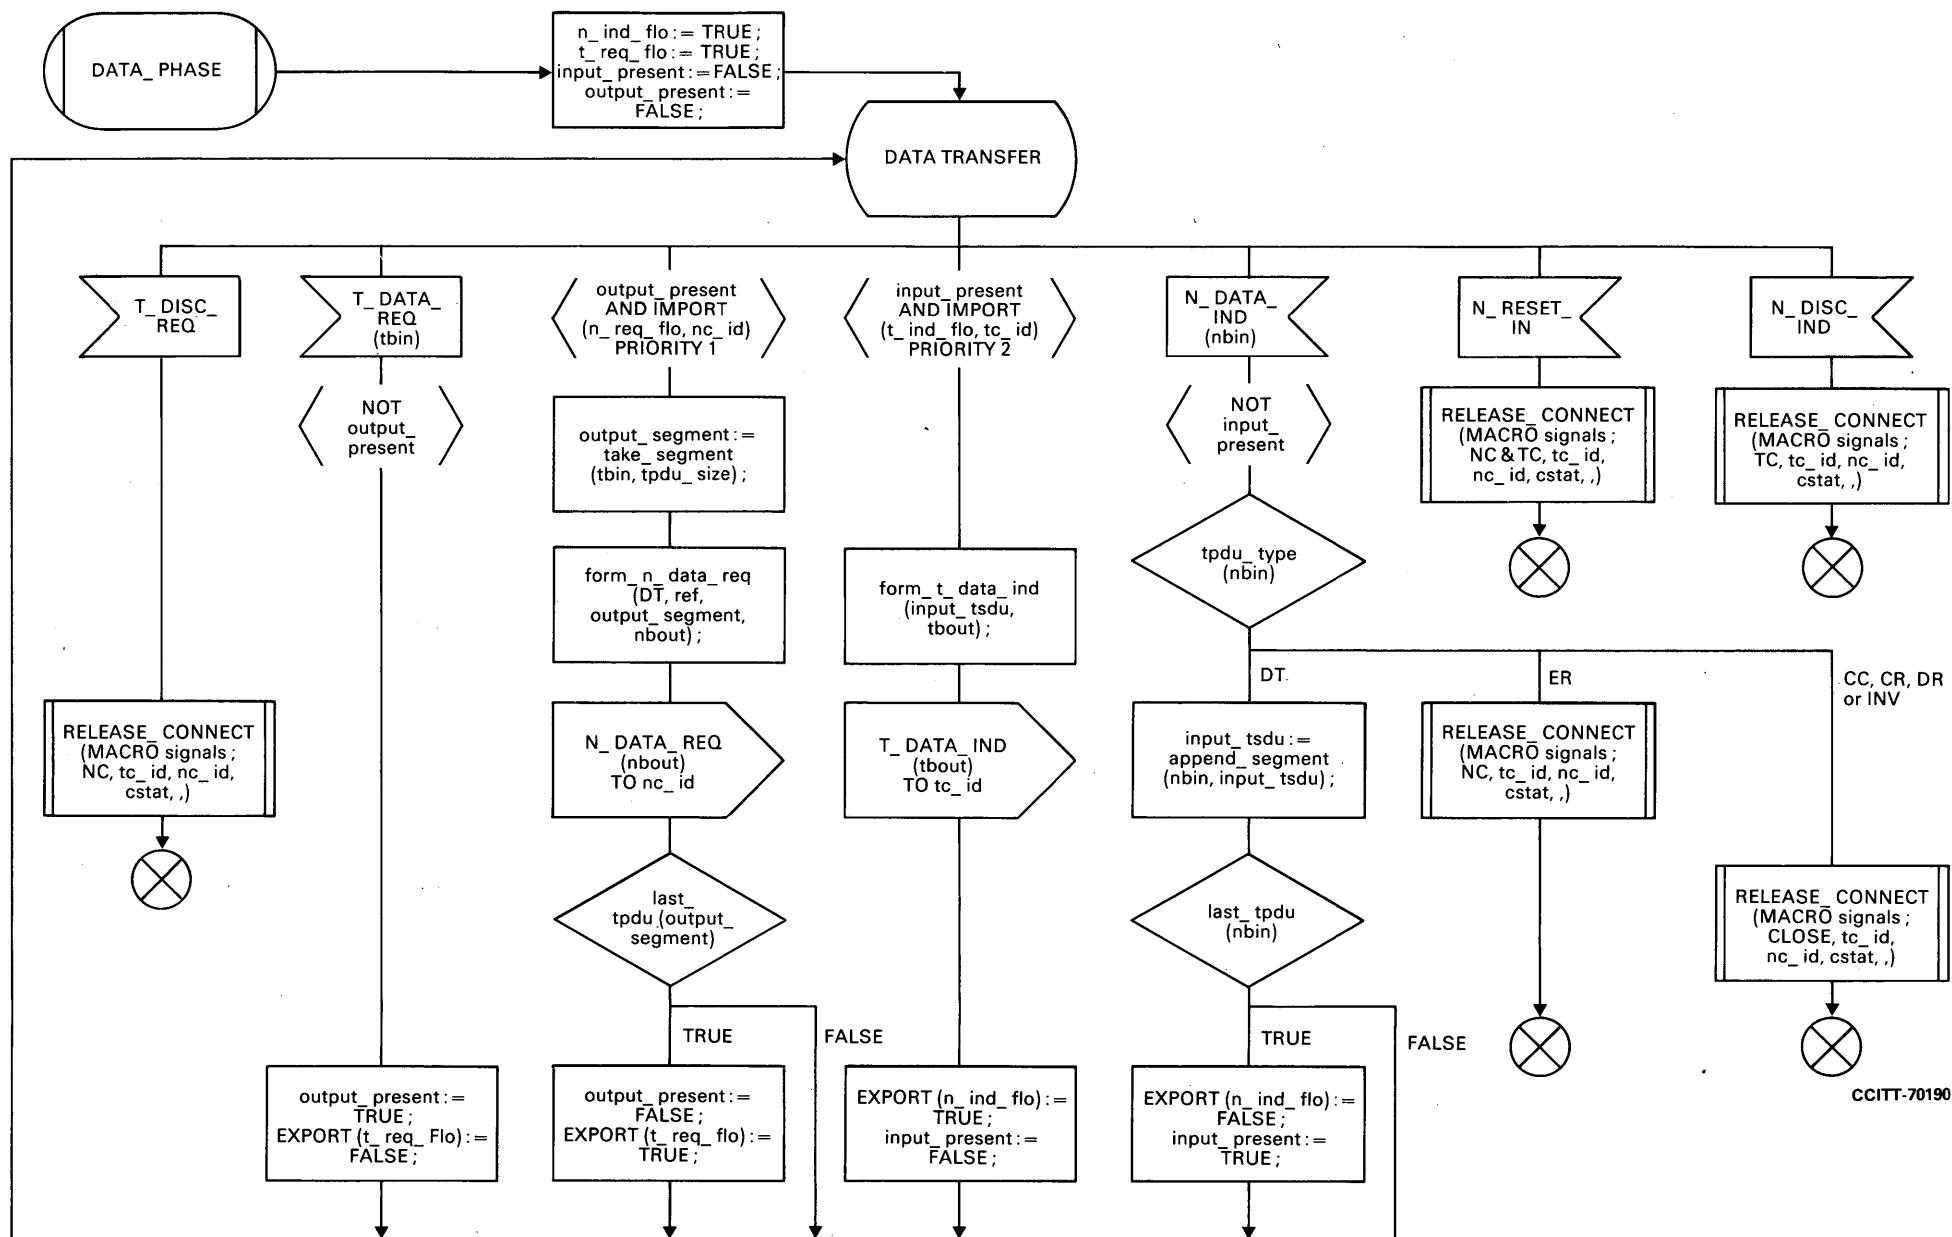 DATA_ PHASE
n_ ind_ flo := TRUE ;
t_ req_ flo := TRUE ;
input_ present := FALSE ;
output_ present :=
FALSE ;
DATA TRANSFER
T_ DISC_
REQ
T_ DATA_
REQ
(tbin)
output_ present
AND IMPORT
(n_ req_ flo, nc_ id)
PRIORITY 1
input_ present
AND IMPORT
(t_ ind_ flo, tc_ id)
PRIORITY 2
N_ DATA_
IND
(nbin)
N_ RESET_
IN
N_ DISC_
IND
NOT
output_
present
output_ segment :=
take_ segment
(tbin, tpdu_ size) ;
NOT
input_
present
RELEASE_ CONNECT
(MACRO signals ;
NC & TC, tc_ id,
nc_ id, cstat, ,)
RELEASE_ CONNECT
(MACRO signals ;
TC, tc_ id, nc_ id,
cstat, ,)
form_ n_ data_ req
(DT, ref,
output_ segment,
nbout) ;
form_ t_ data_ ind
(input_ tsdu,
tbout) ;
tpdu_ type
(nbin)
DT
ER
CC, CR, DR
or INV
RELEASE_ CONNECT
(MACRO signals ;
NC, tc_ id, nc_ id,
cstat, ,)
N_ DATA_ REQ
(nbout)
TO nc_ id
T_ DATA_ IND
(tbout)
TO tc_ id
input_ tsdu :=
append_ segment
(nbin, input_ tsdu) ;
RELEASE_ CONNECT
(MACRO signals ;
NC, tc_ id, nc_ id,
cstat, ,)
last_
tpdu (output_
segment)
last_ tpdu
(nbin)
RELEASE_ CONNECT
(MACRO signals ;
CLOSE, tc_ id,
nc_ id, cstat, ,)
TRUE
FALSE
TRUE
FALSE
output_ present :=
TRUE ;
EXPORT (t_ req_ Flo) :=
FALSE ;
output_ present :=
FALSE ;
EXPORT (t_ req_ flo) :=
TRUE ;
EXPORT (n_ ind_ flo) :=
TRUE ;
input_ present :=
FALSE ;
EXPORT (n_ ind_ flo) :=
FALSE ;
input_ present :=
TRUE ;
CCITT-70190